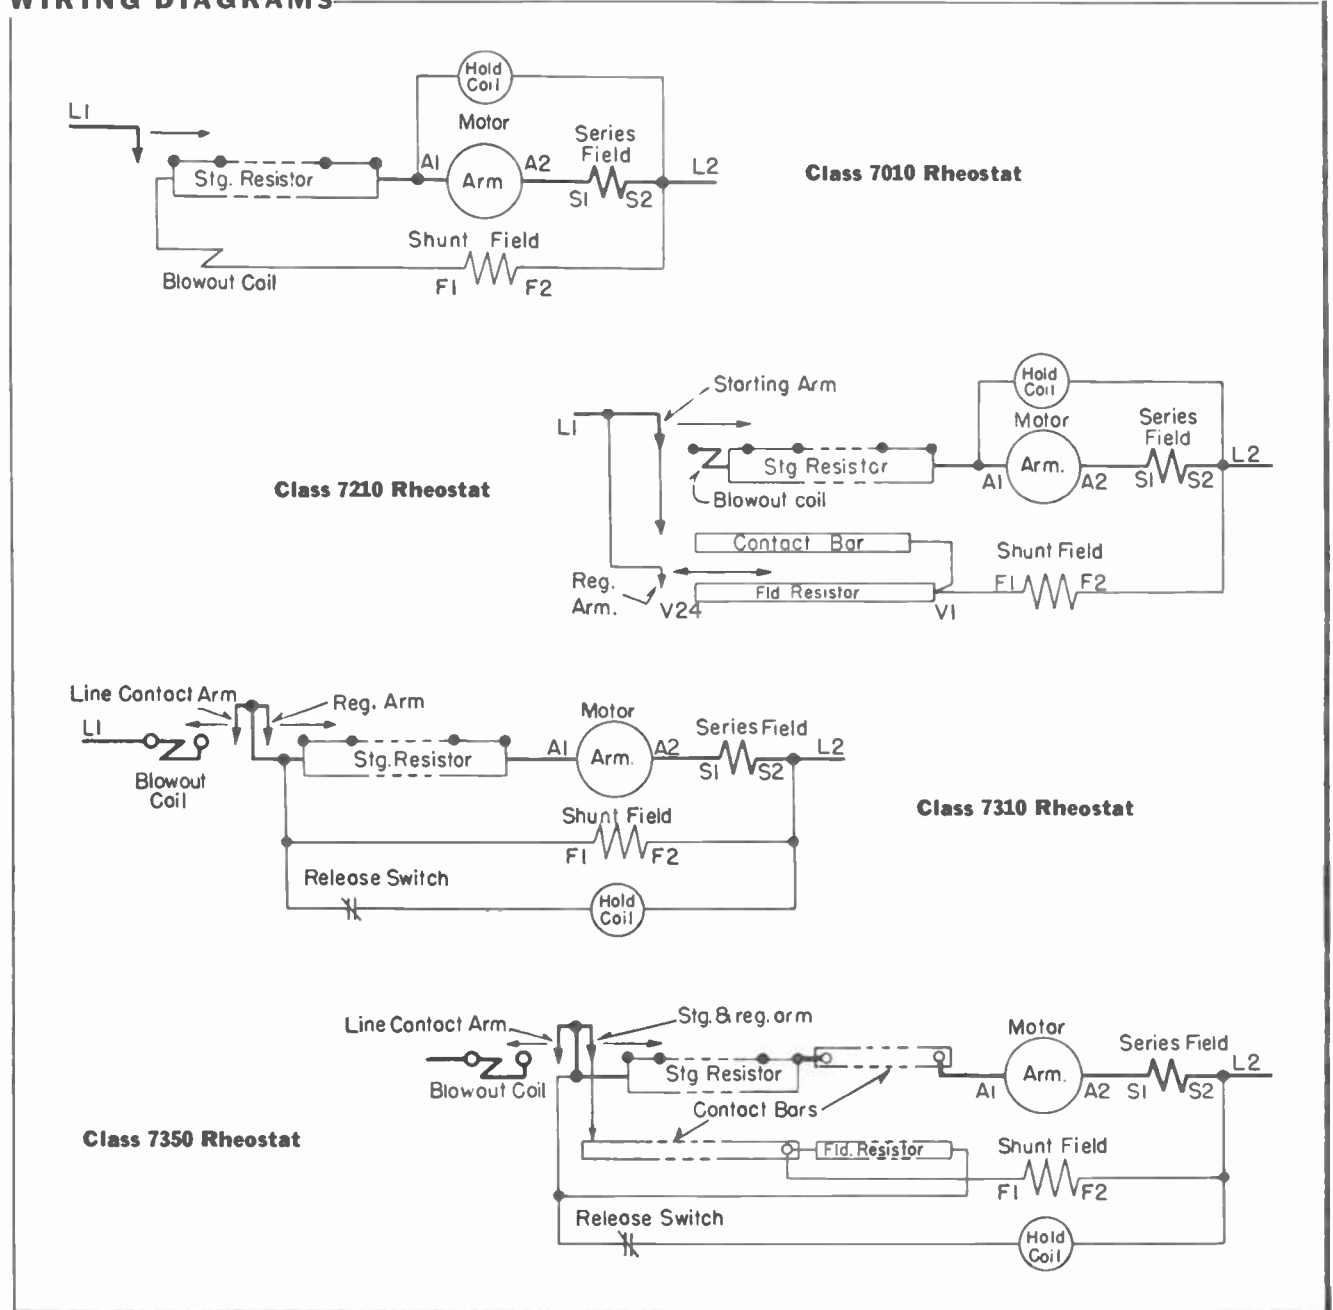 WIRING DIAGRAMS
Hold
Coil
L1
Motor
Series
Field
A1
A2
L2
Stg. Resistor
Arm
S1
S2
Class 7010 Rheostat
Shunt Field
Blowout Coil
F1
F2
Starting Arm
Hold
Coil
L1
Motor
Series
Field
Stg Resistor
Arm.
L2
A1
A2
S1
S2
Class 7210 Rheostat
Blowout coil
Contact Bar
Shunt Field
Reg.
Arm.
V24
Fld Resistor
V1
F1
F2
Line Contact Arm
Reg. Arm
Motor
L1
Series Field
A1
A2
L2
Stg. Resistor
Arm.
S1
S2
Blowout
Coil
Class 7310 Rheostat
Shunt Field
F1
F2
Release Switch
Hold
Coil
Line Contact Arm
Stg. & reg. arm
Motor
Series Field
L2
Stg Resistor
Arm.
Blowout Coil
A1
A2
S1
S2
Contact Bars
Class 7350 Rheostat
Fld. Resistor
Shunt Field
F1
F2
Release Switch
Hold
Coil